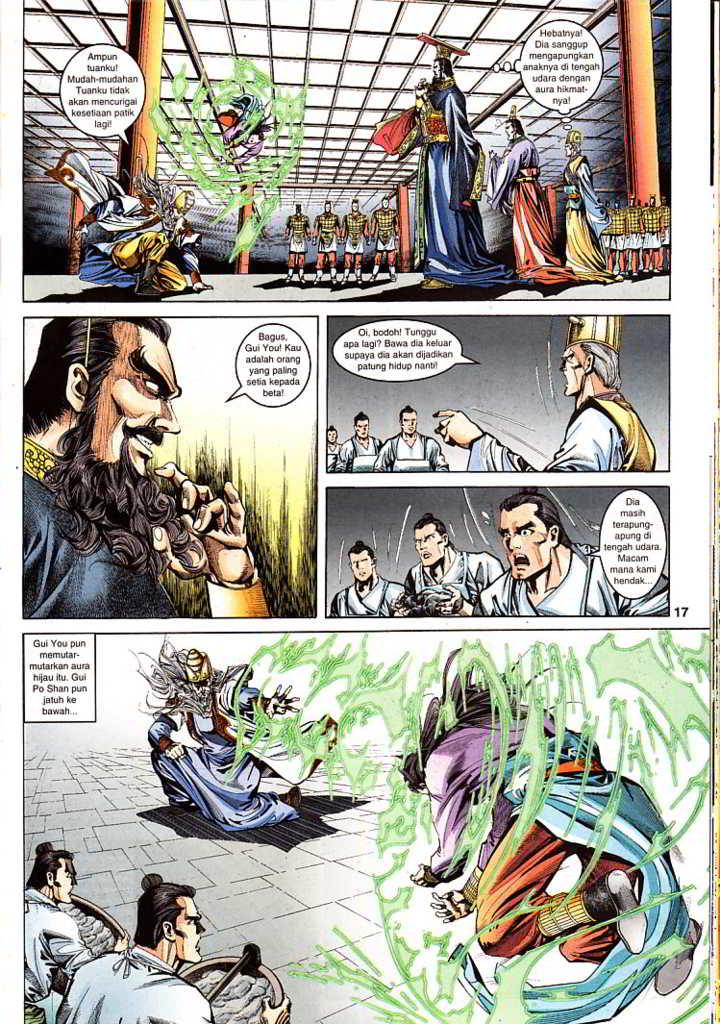 Ampun
tuanku!
Mudah-mudahan
Tuanku tidak
akan mencurigai
kesetiaan patik
lagi!
Hebatnya!
Dia sanggup
mengapungkan
anaknya di tengah
udara dengan
aura hikmat-
nya!
Bagus,
Gui You! Kau
adalah orang
yang paling
setia kepada
beta!
Oi, bodoh! Tunggu
apa lagi? Bawa dia keluar
supaya dia akan dijadikan
patung hidup nanti!
Dia
masih
terapung-
apung di
tengah udara.
Macam
mana kami
hendak...
17
Gui You pun
memutar-
mutarkan aura
hijau itu. Gui
Po Shan pun
jatuh ke
bawah...